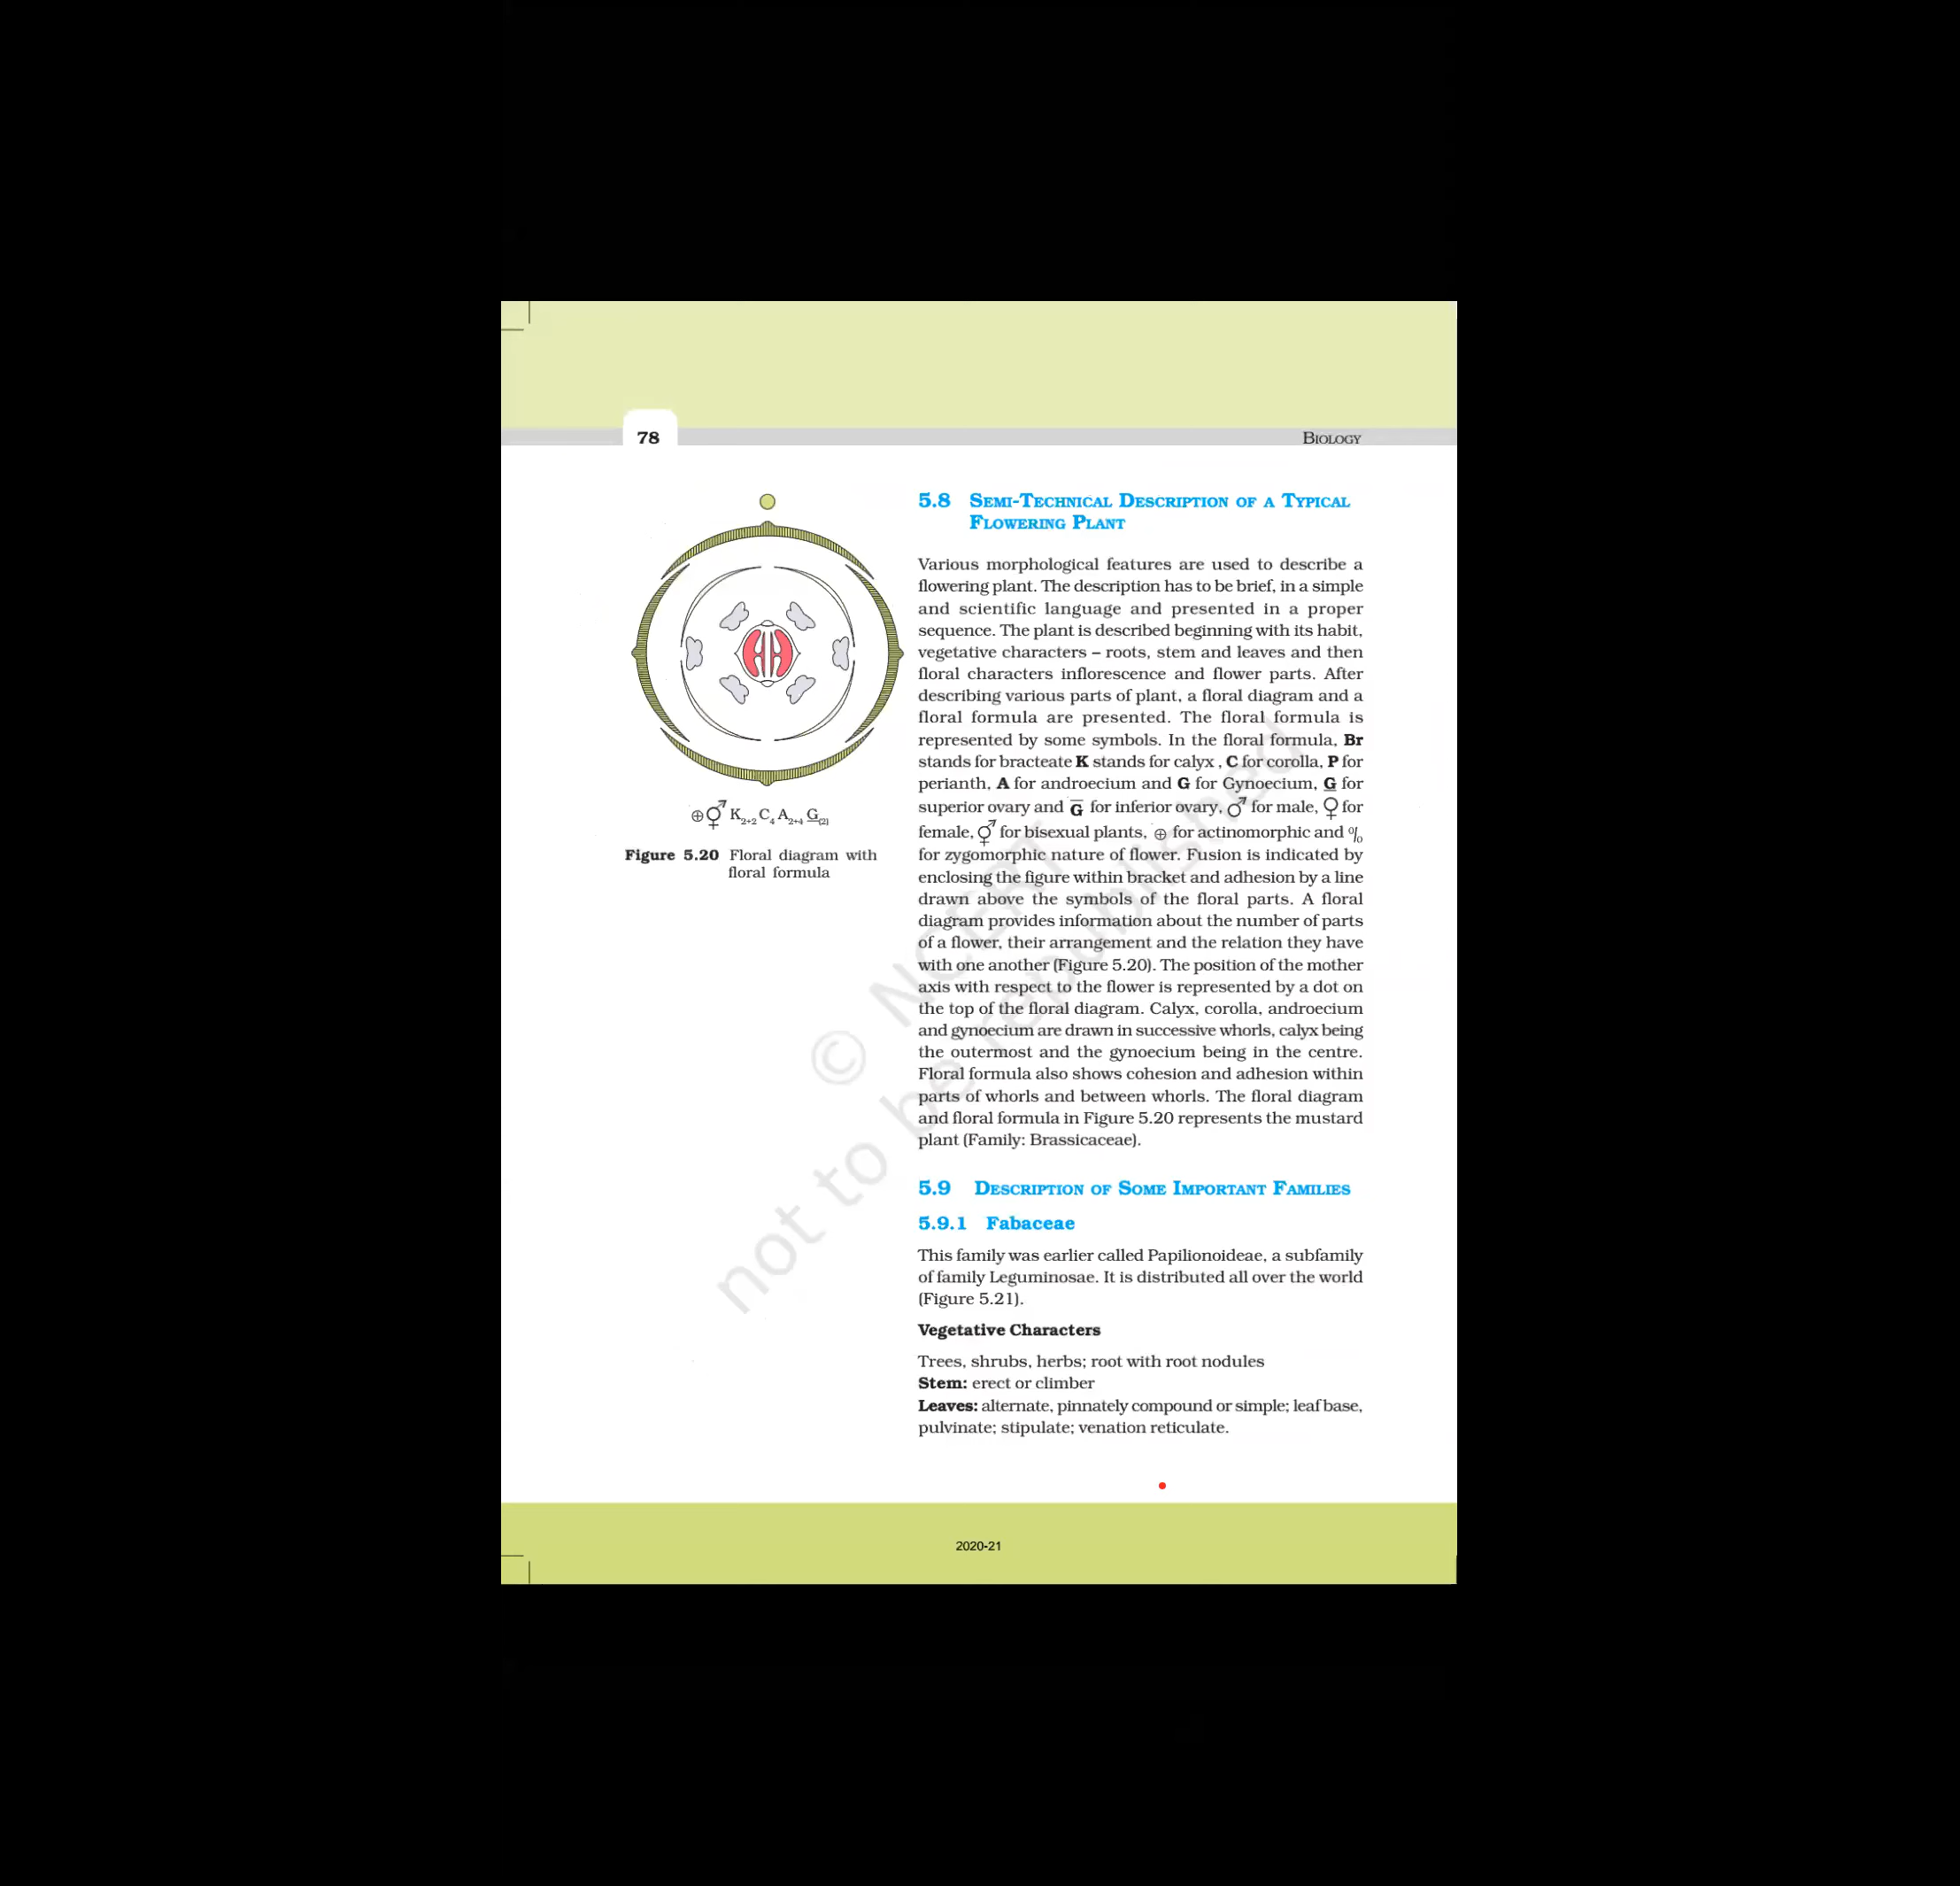 78
BIOLOGY
⊕ ⚥ K2+2 C4 A2+4 G(2)
Figure 5.20 Floral diagram with
floral formula
5.8 SEMI-TECHNICAL DESCRIPTION OF A TYPICAL
FLOWERING PLANT
Various morphological features are used to describe a
flowering plant. The description has to be brief, in a simple
and scientific language and presented in a proper
sequence. The plant is described beginning with its habit,
vegetative characters – roots, stem and leaves and then
floral characters inflorescence and flower parts. After
describing various parts of plant, a floral diagram and a
floral formula are presented. The floral formula is
represented by some symbols. In the floral formula, Br
stands for bracteate K stands for calyx , C for corolla, P for
perianth, A for androecium and G for Gynoecium, G̲ for
superior ovary and G̅ for inferior ovary, ♂ for male, ♀ for
female, ⚥ for bisexual plants, ⊕ for actinomorphic and %
for zygomorphic nature of flower. Fusion is indicated by
enclosing the figure within bracket and adhesion by a line
drawn above the symbols of the floral parts. A floral
diagram provides information about the number of parts
of a flower, their arrangement and the relation they have
with one another (Figure 5.20). The position of the mother
axis with respect to the flower is represented by a dot on
the top of the floral diagram. Calyx, corolla, androecium
and gynoecium are drawn in successive whorls, calyx being
the outermost and the gynoecium being in the centre.
Floral formula also shows cohesion and adhesion within
parts of whorls and between whorls. The floral diagram
and floral formula in Figure 5.20 represents the mustard
plant (Family: Brassicaceae).
5.9 DESCRIPTION OF SOME IMPORTANT FAMILIES
5.9.1 Fabaceae
This family was earlier called Papilionoideae, a subfamily
of family Leguminosae. It is distributed all over the world
(Figure 5.21).
Vegetative Characters
Trees, shrubs, herbs; root with root nodules
Stem: erect or climber
Leaves: alternate, pinnately compound or simple; leaf base,
pulvinate; stipulate; venation reticulate.
© NCERT
not to be republished
2020-21